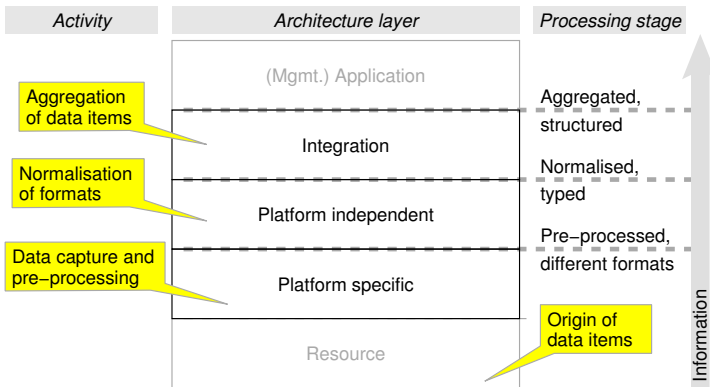 Activity
Architecture layer
Processing stage
(Mgmt.) Application
Aggregation
of data items
Aggregated,
structured
Integration
Normalisation
of formats
Normalised,
typed
Platform independent
Data capture and
pre−processing
Pre−processed,
different formats
Platform specific
Origin of
data items
Resource
Information